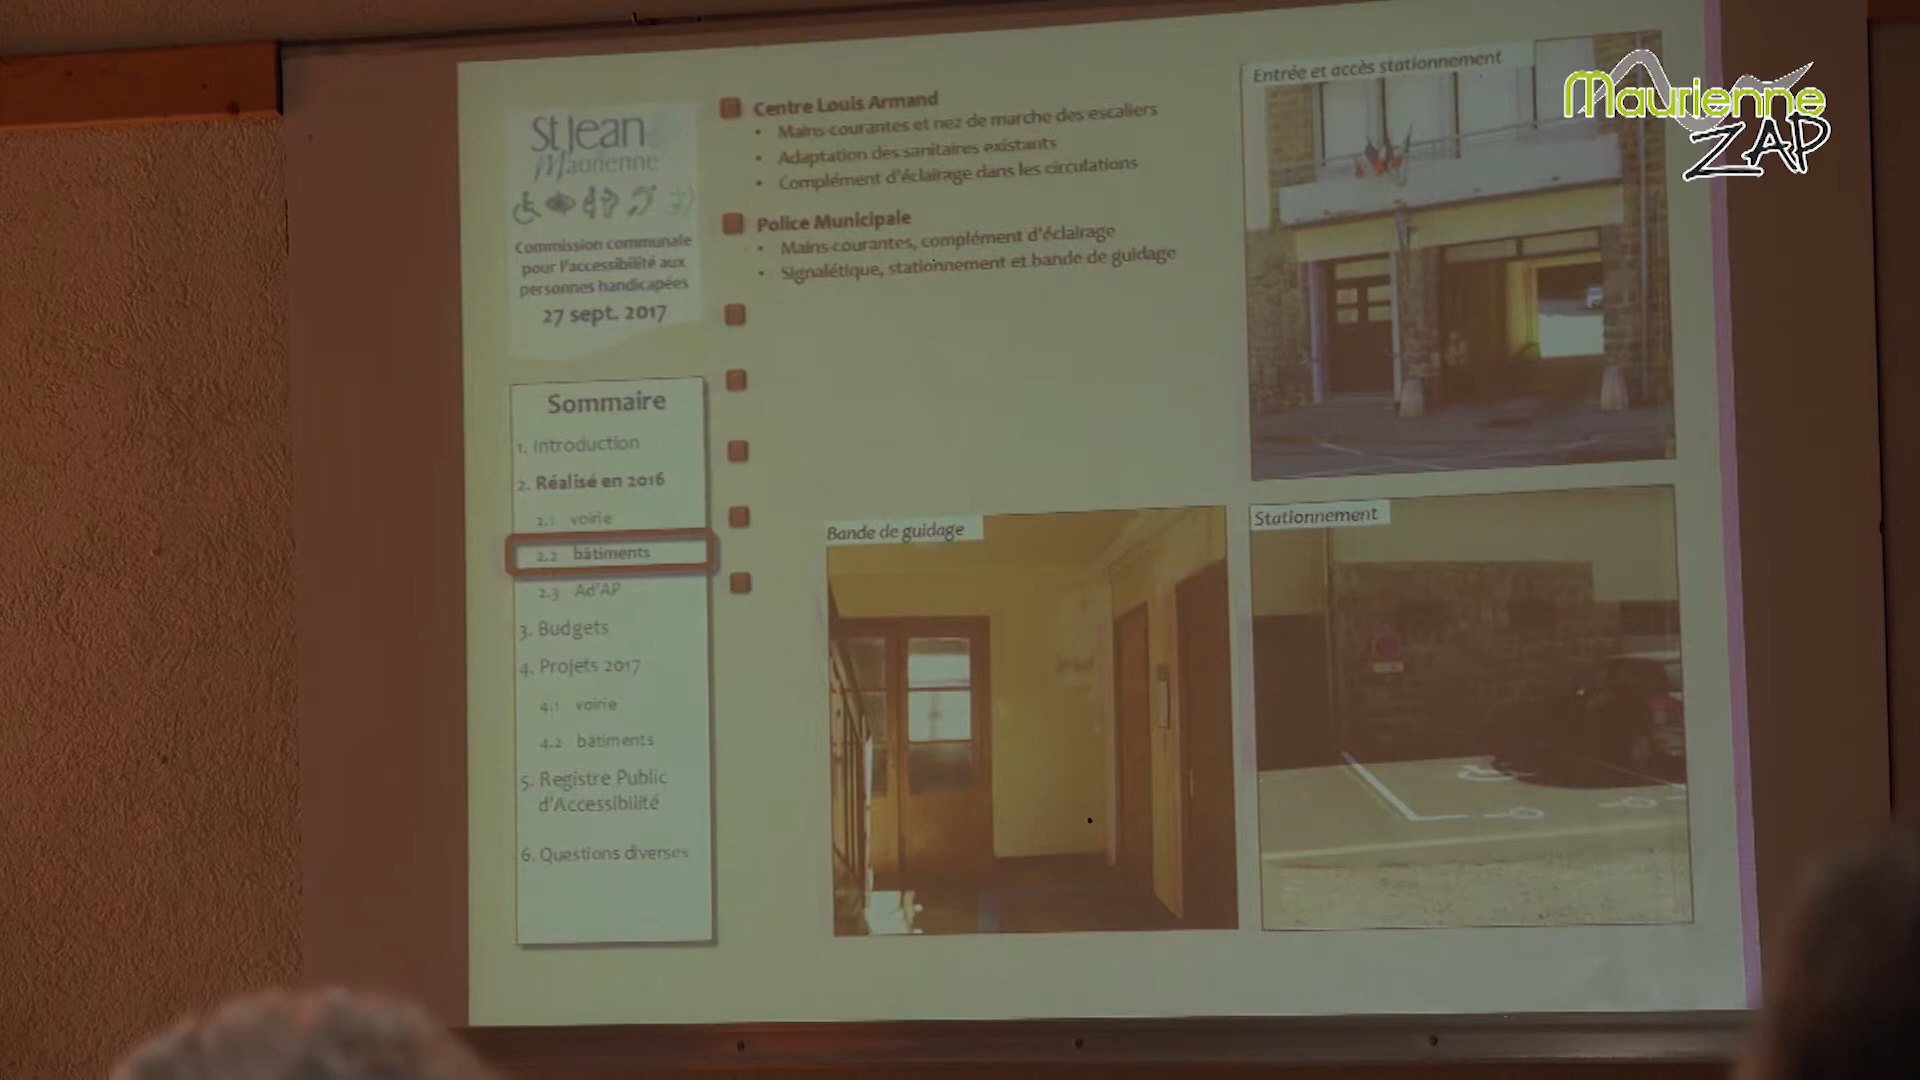 St Jean
Maurienne
Commission communale
pour l'accessibilité aux
personnes handicapées
27 sept. 2017
Sommaire
1. Introduction
2. Réalisé en 2016
2.1 voirie
2.2 bâtiments
2.3 Ad'AP
3. Budgets
4. Projets 2017
4.1 voirie
4.2 bâtiments
5. Registre Public
d'Accessibilité
6. Questions diverses
Centre Louis Armand
• Mains courantes et nez de marche des escaliers
• Adaptation des sanitaires existants
• Complément d'éclairage dans les circulations
Police Municipale
• Mains courantes, complément d'éclairage
• Signalétique, stationnement et bande de guidage
Entrée et accès stationnement
Bande de guidage
Stationnement
Maurienne
ZAP